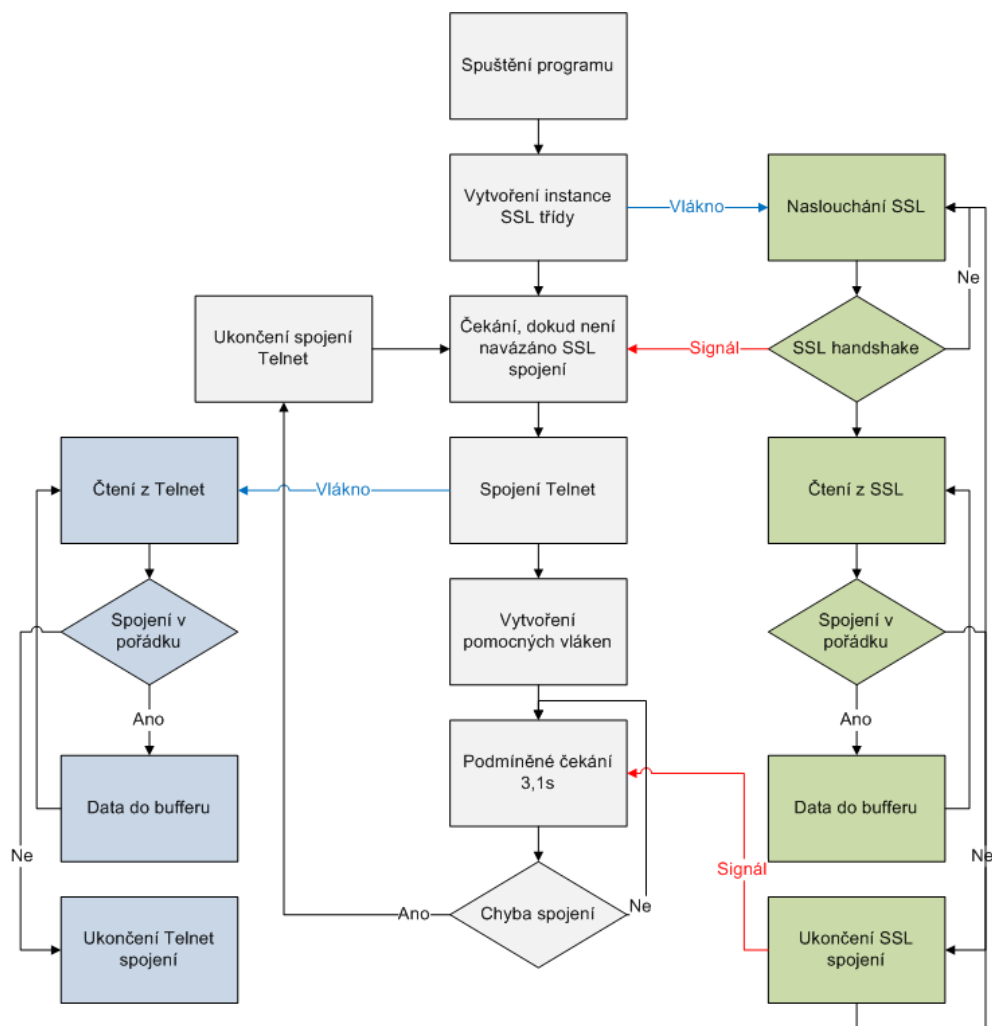 Spuštění programu
Vytvoření instance
SSL třídy
Vlákno
Naslouchání SSL
Ne
Ukončení spojení
Telnet
Čekání, dokud není
navázáno SSL
spojení
Signál
SSL handshake
Čtení z Telnet
Vlákno
Spojení Telnet
Čtení z SSL
Spojení v
pořádku
Vytvoření
pomocných vláken
Spojení v
pořádku
Ano
Ano
Podmíněné čekání
3,1s
Data do bufferu
Data do bufferu
Ne
Ne
Signál
Ano
Chyba spojení
Ne
Ukončení Telnet
spojení
Ukončení SSL
spojení